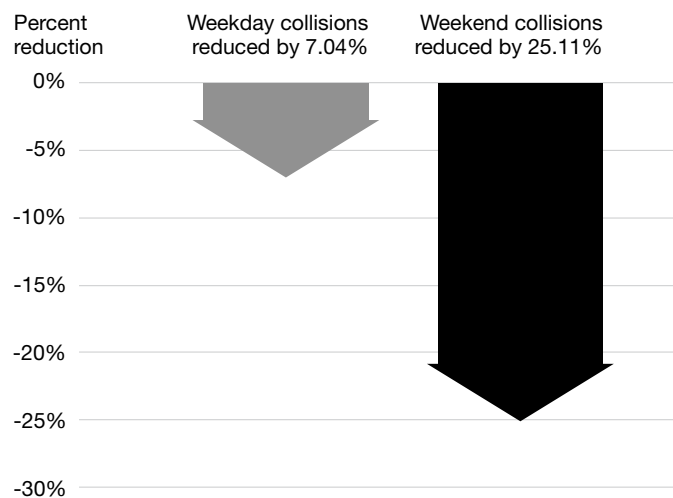 Percent
reduction
Weekday collisions
reduced by 7.04%
Weekend collisions
reduced by 25.11%
0%
-5%
-10%
-15%
-20%
-25%
-30%